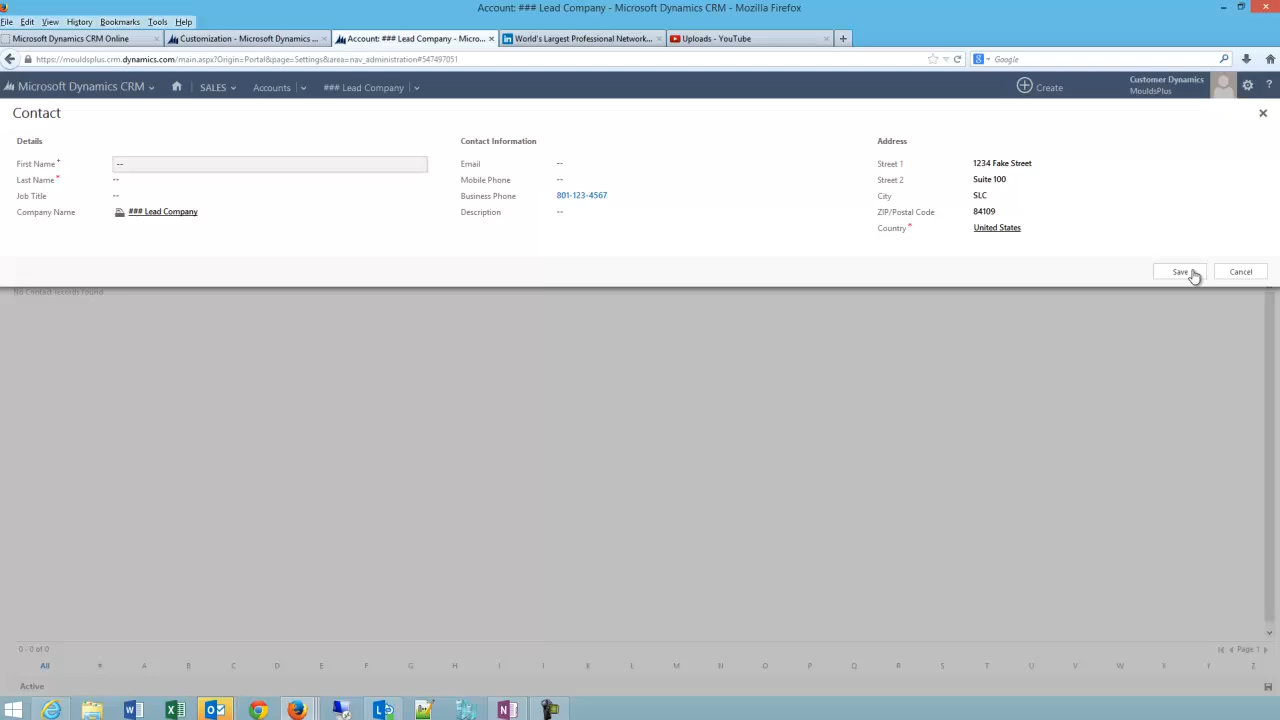 Account: ### Lead Company - Microsoft Dynamics CRM - Mozilla Firefox
File Edit View History Bookmarks Tools Help
Microsoft Dynamics CRM Online × Customization - Microsoft Dynamics ... × Account: ### Lead Company - Micro... × World's Largest Professional Network... × Uploads - YouTube × +
https://mouldsplus.crm.dynamics.com/main.aspx?Origin=Portal&page=Settings&area=nav_administration#547497051 Google
Microsoft Dynamics CRM SALES Accounts ### Lead Company Create Customer Dynamics ?
MouldsPlus
Contact
Details Contact Information Address
First Name + -- Email -- Street 1 1234 Fake Street
Last Name * -- Mobile Phone -- Street 2 Suite 100
Job Title -- Business Phone 801-123-4567 City SLC
Company Name ### Lead Company Description -- ZIP/Postal Code 84109
Country * United States
Save Cancel
No Contact records found
0 - 0 of 0 Page 1
All # A B C D E F G H I J K L M N O P Q R S T U V W X Y Z
Active